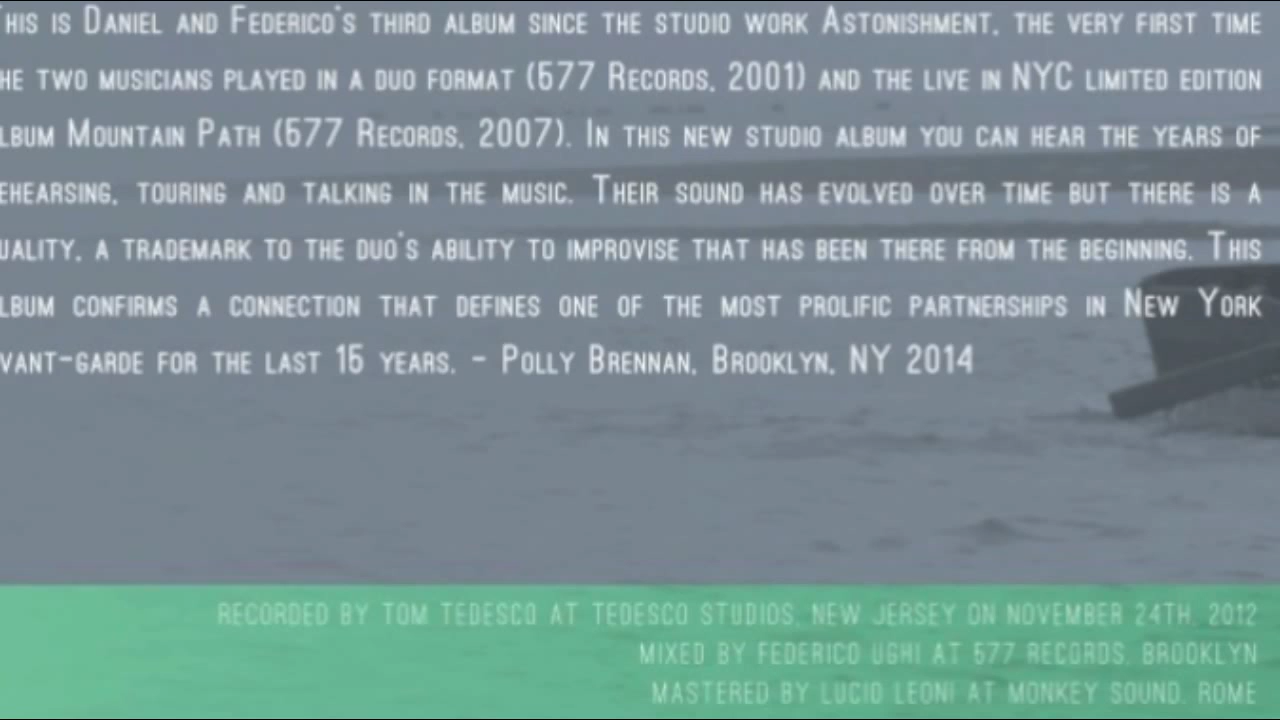 This is Daniel and Federico's third album since the studio work Astonishment, the very first time
he two musicians played in a duo format (577 Records, 2001) and the live in NYC limited edition
lbum Mountain Path (577 Records, 2007). In this new studio album you can hear the years of
ehearsing, touring and talking in the music. Their sound has evolved over time but there is a
uality, a trademark to the duo's ability to improvise that has been there from the beginning. This
lbum confirms a connection that defines one of the most prolific partnerships in New York
vant-garde for the last 15 years. - Polly Brennan, Brooklyn, NY 2014
RECORDED BY TOM TEDESCO AT TEDESCO STUDIOS, NEW JERSEY ON NOVEMBER 24TH, 2012
MIXED BY FEDERICO UGHI AT 577 RECORDS, BROOKLYN
MASTERED BY LUCIO LEONI AT MONKEY SOUND, ROME